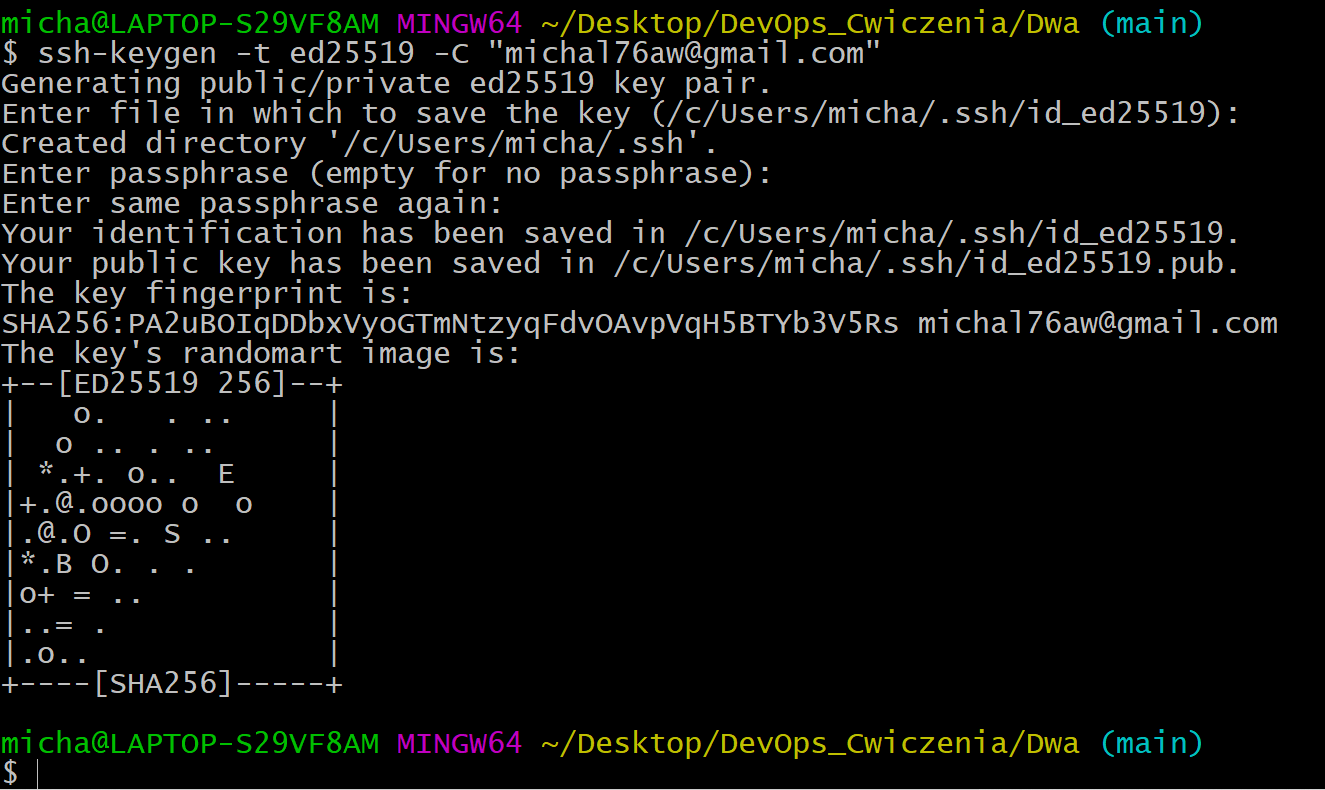 micha@LAPTOP-S29VF8AM MINGW64 ~/Desktop/DevOps_Cwiczenia/Dwa (main)
$ ssh-keygen -t ed25519 -C "michal76aw@gmail.com"
Generating public/private ed25519 key pair.
Enter file in which to save the key (/c/Users/micha/.ssh/id_ed25519):
Created directory '/c/Users/micha/.ssh'.
Enter passphrase (empty for no passphrase):
Enter same passphrase again:
Your identification has been saved in /c/Users/micha/.ssh/id_ed25519.
Your public key has been saved in /c/Users/micha/.ssh/id_ed25519.pub.
The key fingerprint is:
SHA256:PA2uBOIqDDbxVyoGTmNtzyqFdvOAvpVqH5BTYb3V5Rs michal76aw@gmail.com
The key's randomart image is:
+--[ED25519 256]--+
|   o.   . ..     |
|  o .. . ..      |
| *.+. o..  E     |
|+.@.oooo o  o    |
|.@.O =. S ..     |
|*.B O. . .       |
|o+ = ..          |
|..= .            |
|.o..             |
+----[SHA256]-----+
micha@LAPTOP-S29VF8AM MINGW64 ~/Desktop/DevOps_Cwiczenia/Dwa (main)
$